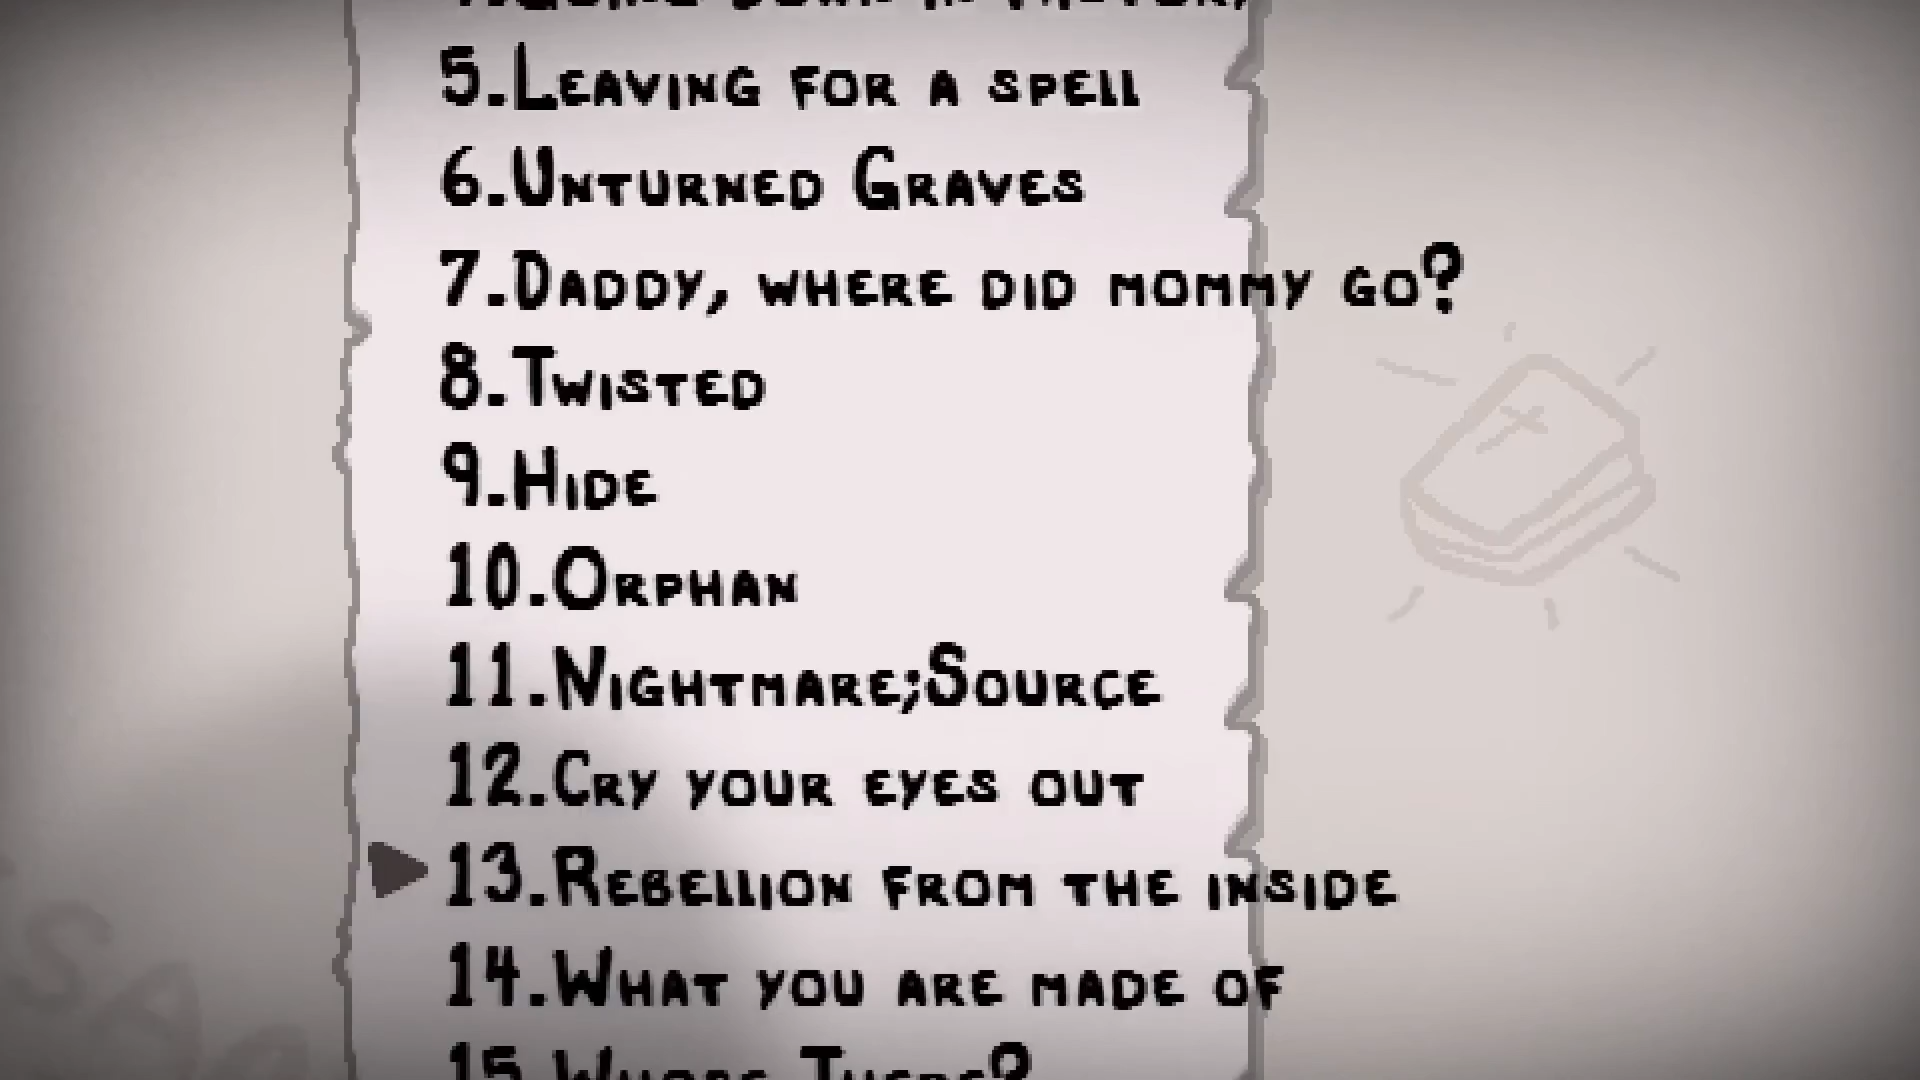 5.Leaving for a spell
6.Unturned Graves
7.Daddy, where did mommy go?
8.Twisted
9.Hide
10.Orphan
11.Nightmare;Source
12.Cry your eyes out
13.Rebellion from the inside
14.What you are made of
15.